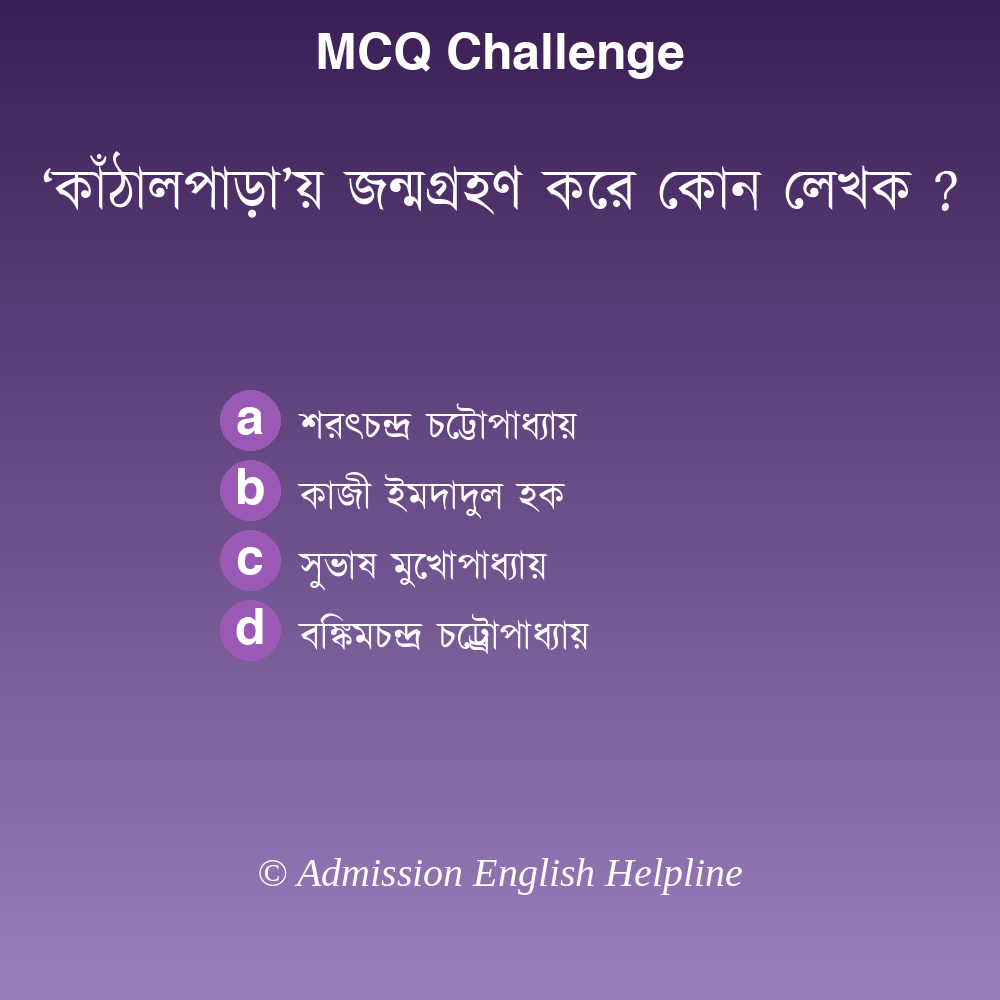 MCQ Challenge
‘কাঁঠালপাড়া’য় জন্মগ্রহণ করে কোন লেখক ?
a শরৎচন্দ্র চট্টোপাধ্যায়
b কাজী ইমদাদুল হক
c সুভাষ মুখোপাধ্যায়
d বঙ্কিমচন্দ্র চট্ট্রোপাধ্যায়
© Admission English Helpline